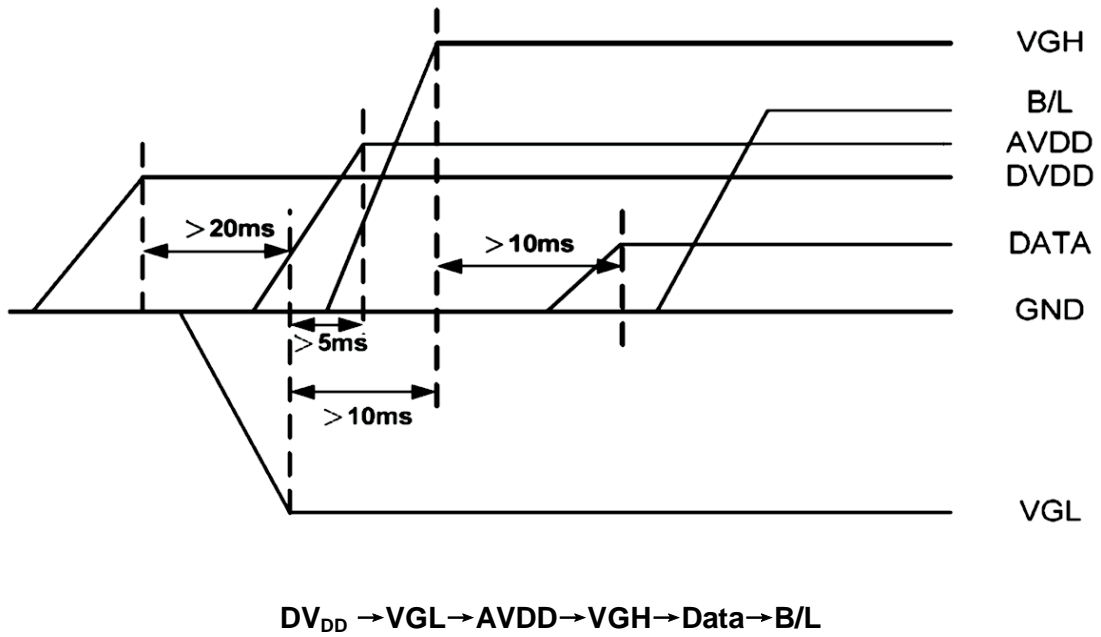 VGH
B/L
AVDD
DVDD
>20ms
>10ms
DATA
GND
>5ms
>10ms
VGL
DVDD →VGL→AVDD→VGH→Data→B/L